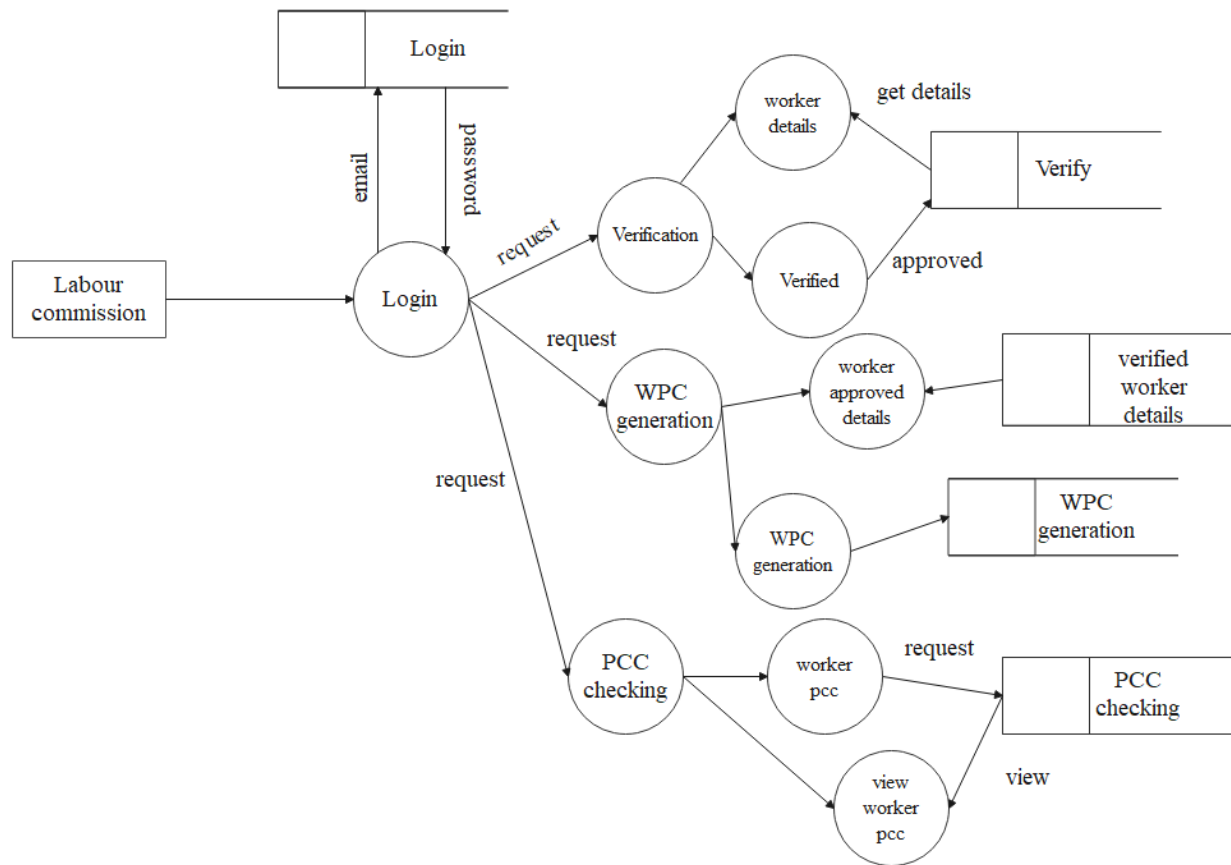 Login
email
password
Labour
commission
Login
request
Verification
worker
details
get details
Verify
Verified
approved
request
WPC
generation
worker
approved
details
verified
worker
details
WPC
generation
WPC
generation
request
PCC
checking
worker
pcc
request
PCC
checking
view
worker
pcc
view